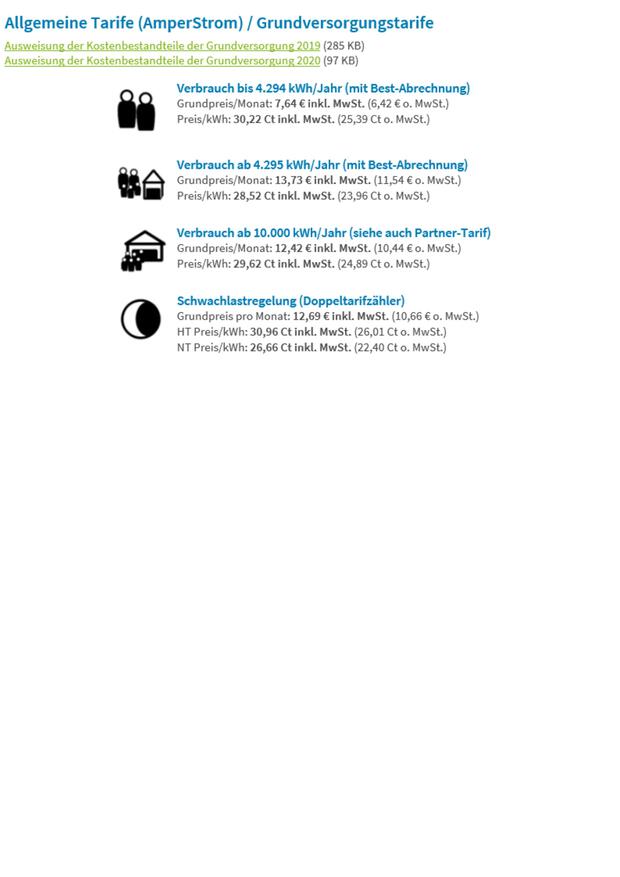 Allgemeine Tarife (AmperStrom) / Grundversorgungstarife
Ausweisung der Kostenbestandteile der Grundversorgung 2019 (285 KB)
Ausweisung der Kostenbestandteile der Grundversorgung 2020 (97 KB)
Verbrauch bis 4.294 kWh/Jahr (mit Best-Abrechnung)
Grundpreis/Monat: 7,64 € inkl. MwSt. (6,42 € o. MwSt.)
Preis/kWh: 30,22 Ct inkl. MwSt. (25,39 Ct o. MwSt.)
Verbrauch ab 4.295 kWh/Jahr (mit Best-Abrechnung)
Grundpreis/Monat: 13,73 € inkl. MwSt. (11,54 € o. MwSt.)
Preis/kWh: 28,52 Ct inkl. MwSt. (23,96 Ct o. MwSt.)
Verbrauch ab 10.000 kWh/Jahr (siehe auch Partner-Tarif)
Grundpreis/Monat: 12,42 € inkl. MwSt. (10,44 € o. MwSt.)
Preis/kWh: 29,62 Ct inkl. MwSt. (24,89 Ct o. MwSt.)
Schwachlastregelung (Doppeltarifzähler)
Grundpreis pro Monat: 12,69 € inkl. MwSt. (10,66 € o. MwSt.)
HT Preis/kWh: 30,96 Ct inkl. MwSt. (26,01 Ct o. MwSt.)
NT Preis/kWh: 26,66 Ct inkl. MwSt. (22,40 Ct o. MwSt.)